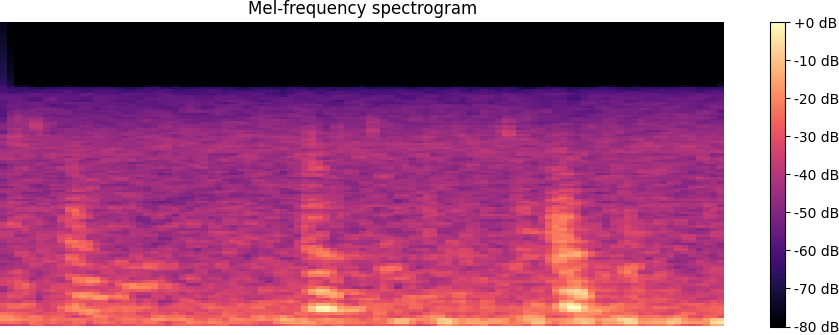 Mel-frequency spectrogram
+0 dB
-10 dB
-20 dB
-30 dB
-40 dB
-50 dB
-60 dB
-70 dB
-80 dB